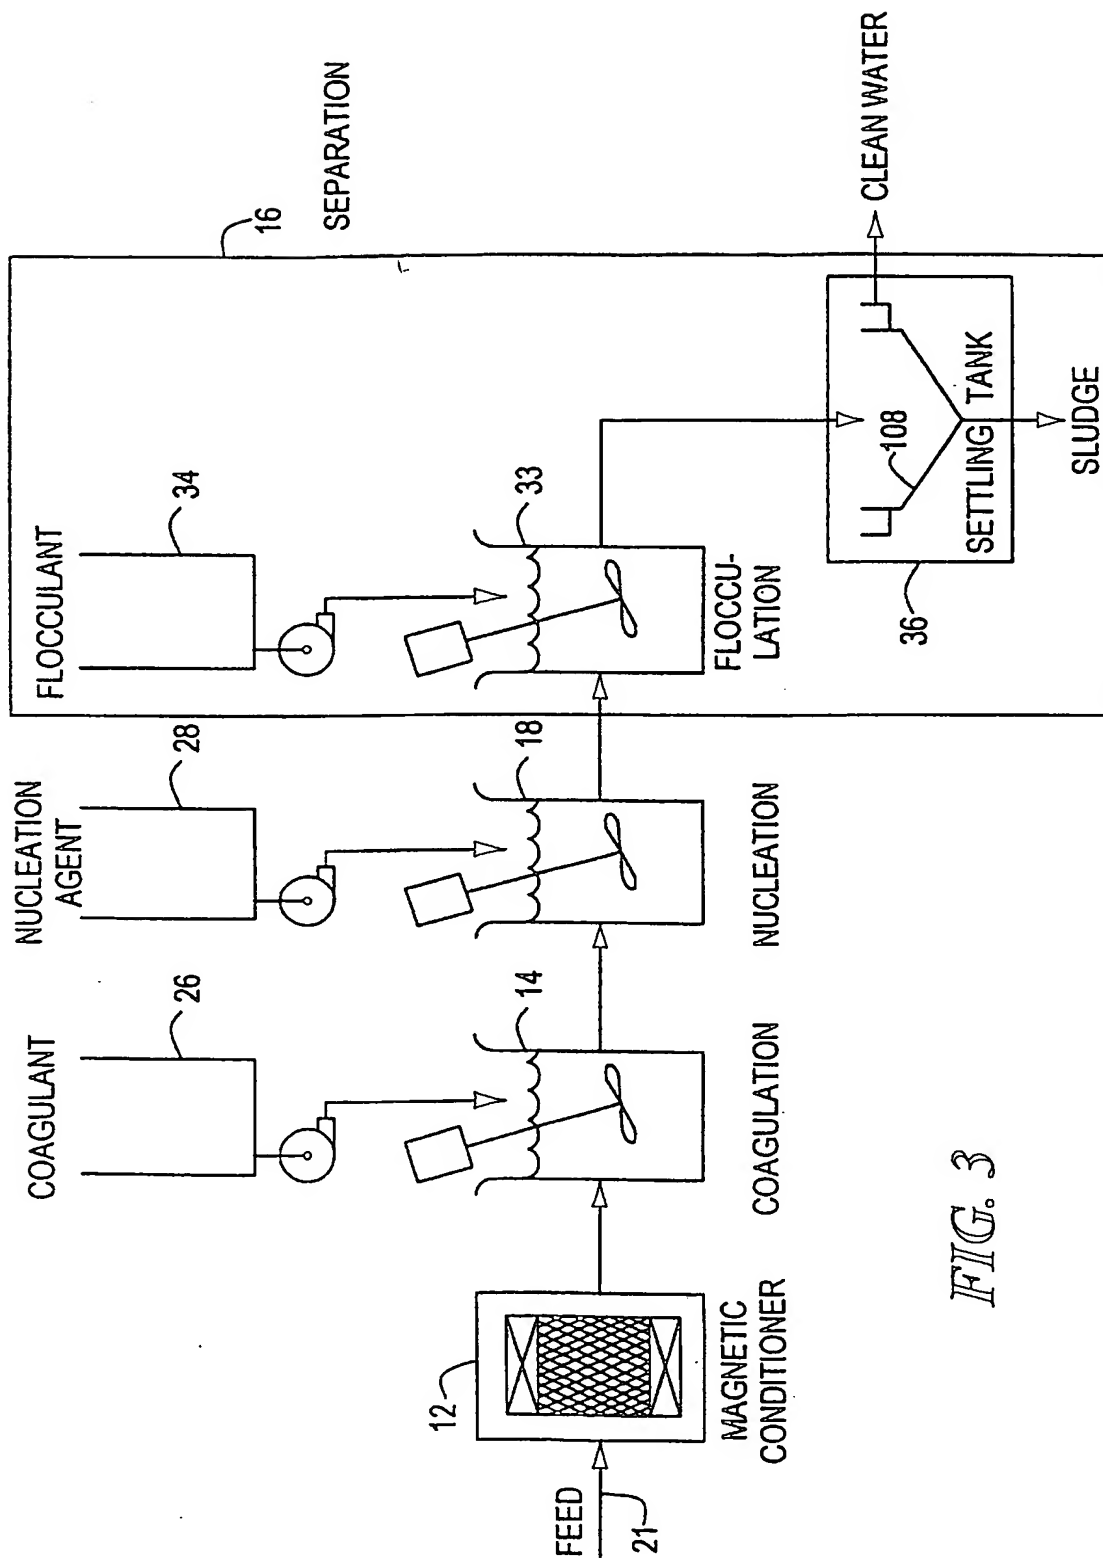 COAGULANT
26
NUCLEATION
AGENT
28
FLOCCULANT
34
16
SEPARATION
12
14
18
33
FEED
21
MAGNETIC
CONDITIONER
COAGULATION
NUCLEATION
FLOCCU-
LATION
108
SETTLING TANK
36
CLEAN WATER
SLUDGE
FIG. 3